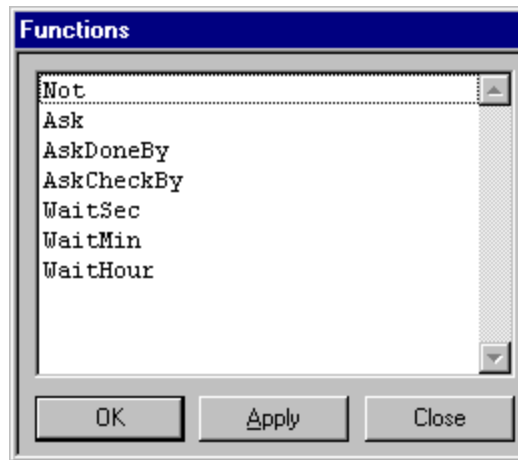 Functions
Not
Ask
AskDoneBy
AskCheckBy
WaitSec
WaitMin
WaitHour
OK
Apply
Close